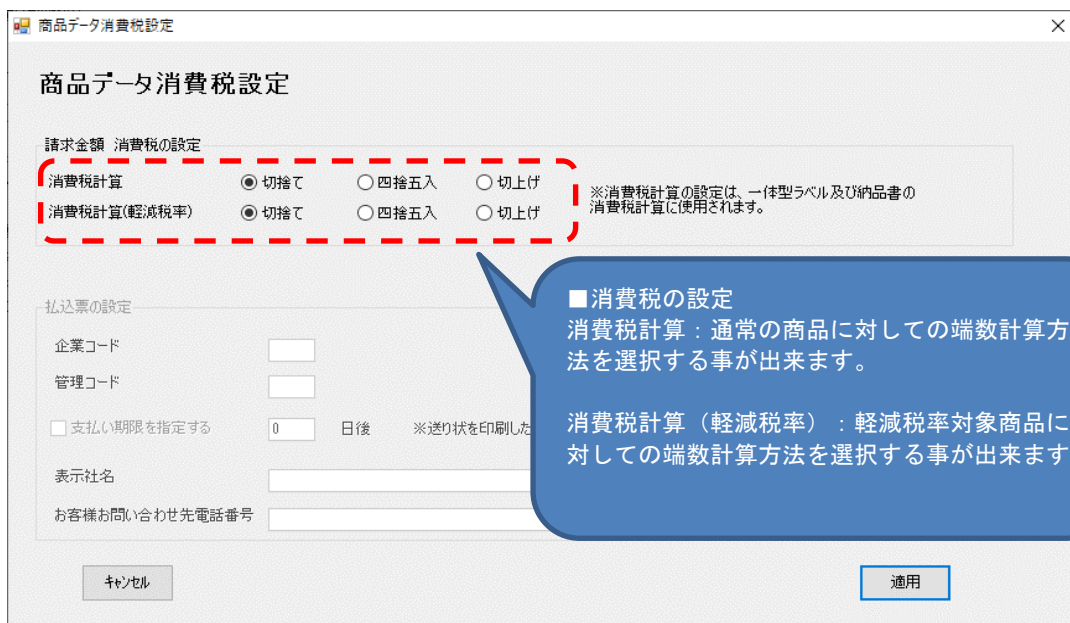 商品データ消費税設定
商品データ消費税設定
請求金額 消費税の設定
消費税計算 切捨て 四捨五入 切上げ
消費税計算(軽減税率) 切捨て 四捨五入 切上げ
※消費税計算の設定は、一体型ラベル及び納品書の
消費税計算に使用されます。
■消費税の設定
消費税計算：通常の商品に対しての端数計算方
法を選択する事が出来ます。
消費税計算（軽減税率）：軽減税率対象商品に
対しての端数計算方法を選択する事が出来ます
払込票の設定
企業コード
管理コード
支払い期限を指定する 0 日後 ※送り状を印刷した
表示社名
お客様お問い合わせ先電話番号
キャンセル 適用